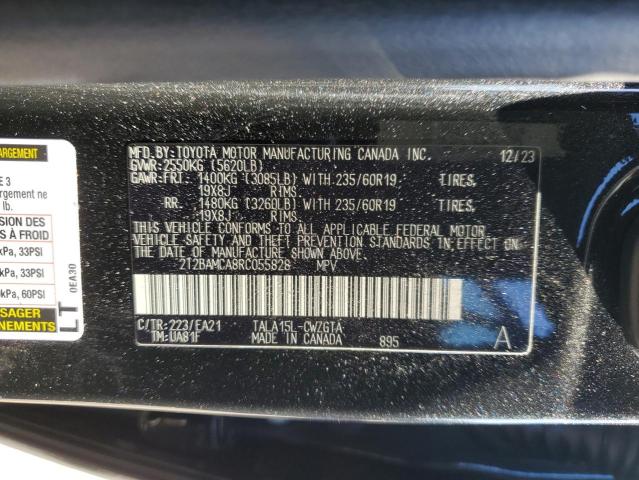 ARGEMENT
E 3
argement ne
lb.
SION DES
S À FROID
kPa, 33PSI
kPa, 33PSI
kPa, 60PSI
SAGER
NEMENTS
LT
0EA30
MFD.BY:TOYOTA MOTOR MANUFACTURING CANADA INC. 12/23
GVWR:2550KG (5620LB)
GAWR:FRT. 1400KG (3085LB) WITH 235/60R19 TIRES,
19X8J RIMS
RR. 1480KG (3260LB) WITH 235/60R19 TIRES,
19X8J RIMS
THIS VEHICLE CONFORMS TO ALL APPLICABLE FEDERAL MOTOR
VEHICLE SAFETY AND THEFT PREVENTION STANDARDS IN EFFECT ON
THE DATE OF MANUFACTURE SHOWN ABOVE.
2T2BAMCA8RC055828 MPV
C/TR:223/EA21 TALA15L-CWZGTA A
TM:UA81F MADE IN CANADA 895